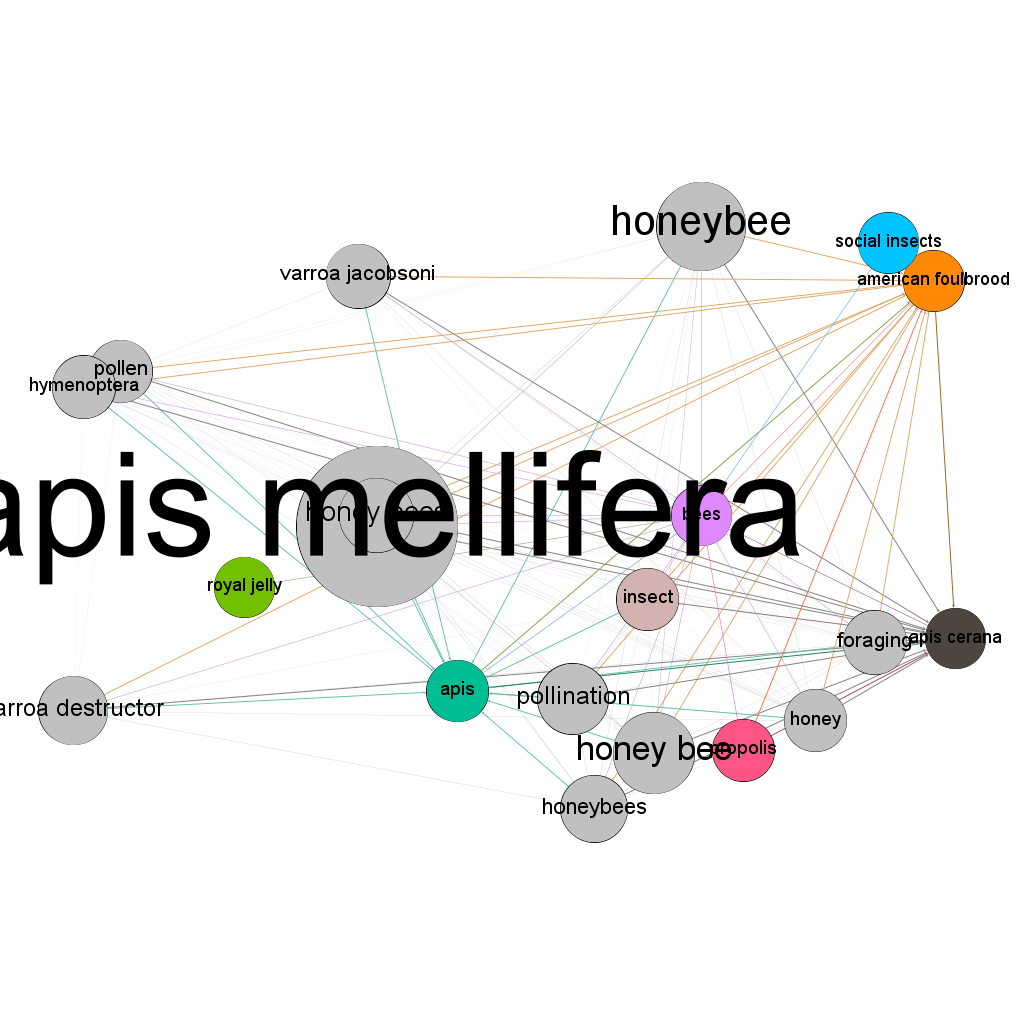 honeybee
social insects
varroa jacobsoni
american foulbrood
pollen
hymenoptera
apis mellifera
honey bees
bees
royal jelly
insect
foraging
apis cerana
apis
pollination
arroa destructor
honey
honey bee
propolis
honeybees